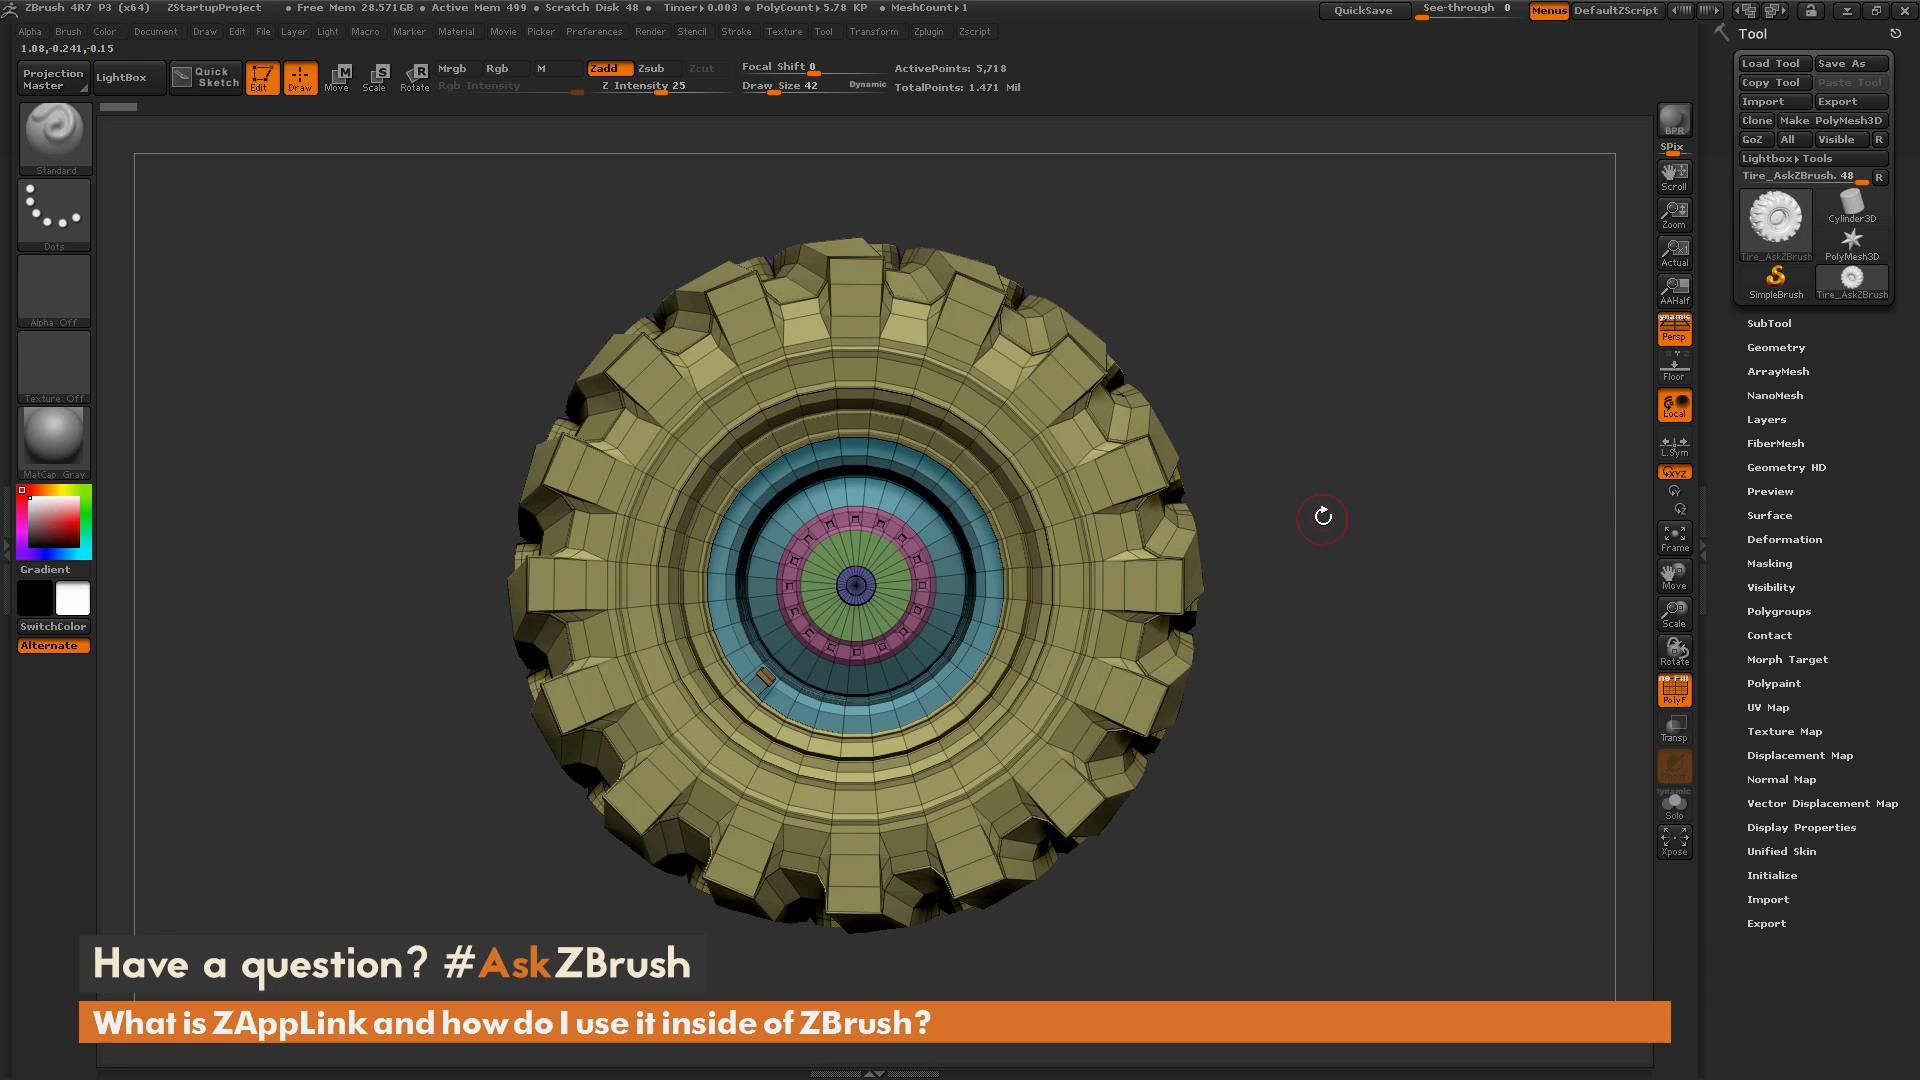 ZBrush 4R7 P3 (x64) ZStartupProject ● Free Mem 28.571GB ● Active Mem 499 ● Scratch Disk 48 ● Timer▸0.003 ● PolyCount▸5.78 KP ● MeshCount▸1 QuickSave See-through 0 Menus DefaultZScript
Alpha Brush Color Document Draw Edit File Layer Light Macro Marker Material Movie Picker Preferences Render Stencil Stroke Texture Tool Transform Zplugin Zscript
1.08,-0.241,-0.15
Projection Master
LightBox
Quick Sketch
Edit
Draw
Move
Scale
Rotate
Mrgb Rgb M
Rgb Intensity
Zadd Zsub Zcut
Z Intensity 25
Focal Shift 0
Draw Size 42 Dynamic
ActivePoints: 5,718
TotalPoints: 1.471 Mil
Standard
Dots
Alpha Off
Texture Off
MatCap Gray
Gradient
SwitchColor
Alternate
BPR
SPix
Scroll
Zoom
Actual
AAHalf
Persp
Floor
Local
L.Sym
XYZ
Frame
Move
Scale
Rotate
PolyF
Transp
Ghost
Dynamic
Solo
Xpose
Tool
Load Tool Save As
Copy Tool Paste Tool
Import Export
Clone Make PolyMesh3D
GoZ All Visible R
Lightbox▸Tools
Tire_AskZBrush. 48 R
Tire_AskZBrush
Cylinder3D
PolyMesh3D
SimpleBrush
Tire_AskZBrush
SubTool
Geometry
ArrayMesh
NanoMesh
Layers
FiberMesh
Geometry HD
Preview
Surface
Deformation
Masking
Visibility
Polygroups
Contact
Morph Target
Polypaint
UV Map
Texture Map
Displacement Map
Normal Map
Vector Displacement Map
Display Properties
Unified Skin
Initialize
Import
Export
Have a question? #AskZBrush
What is ZAppLink and how do I use it inside of ZBrush?